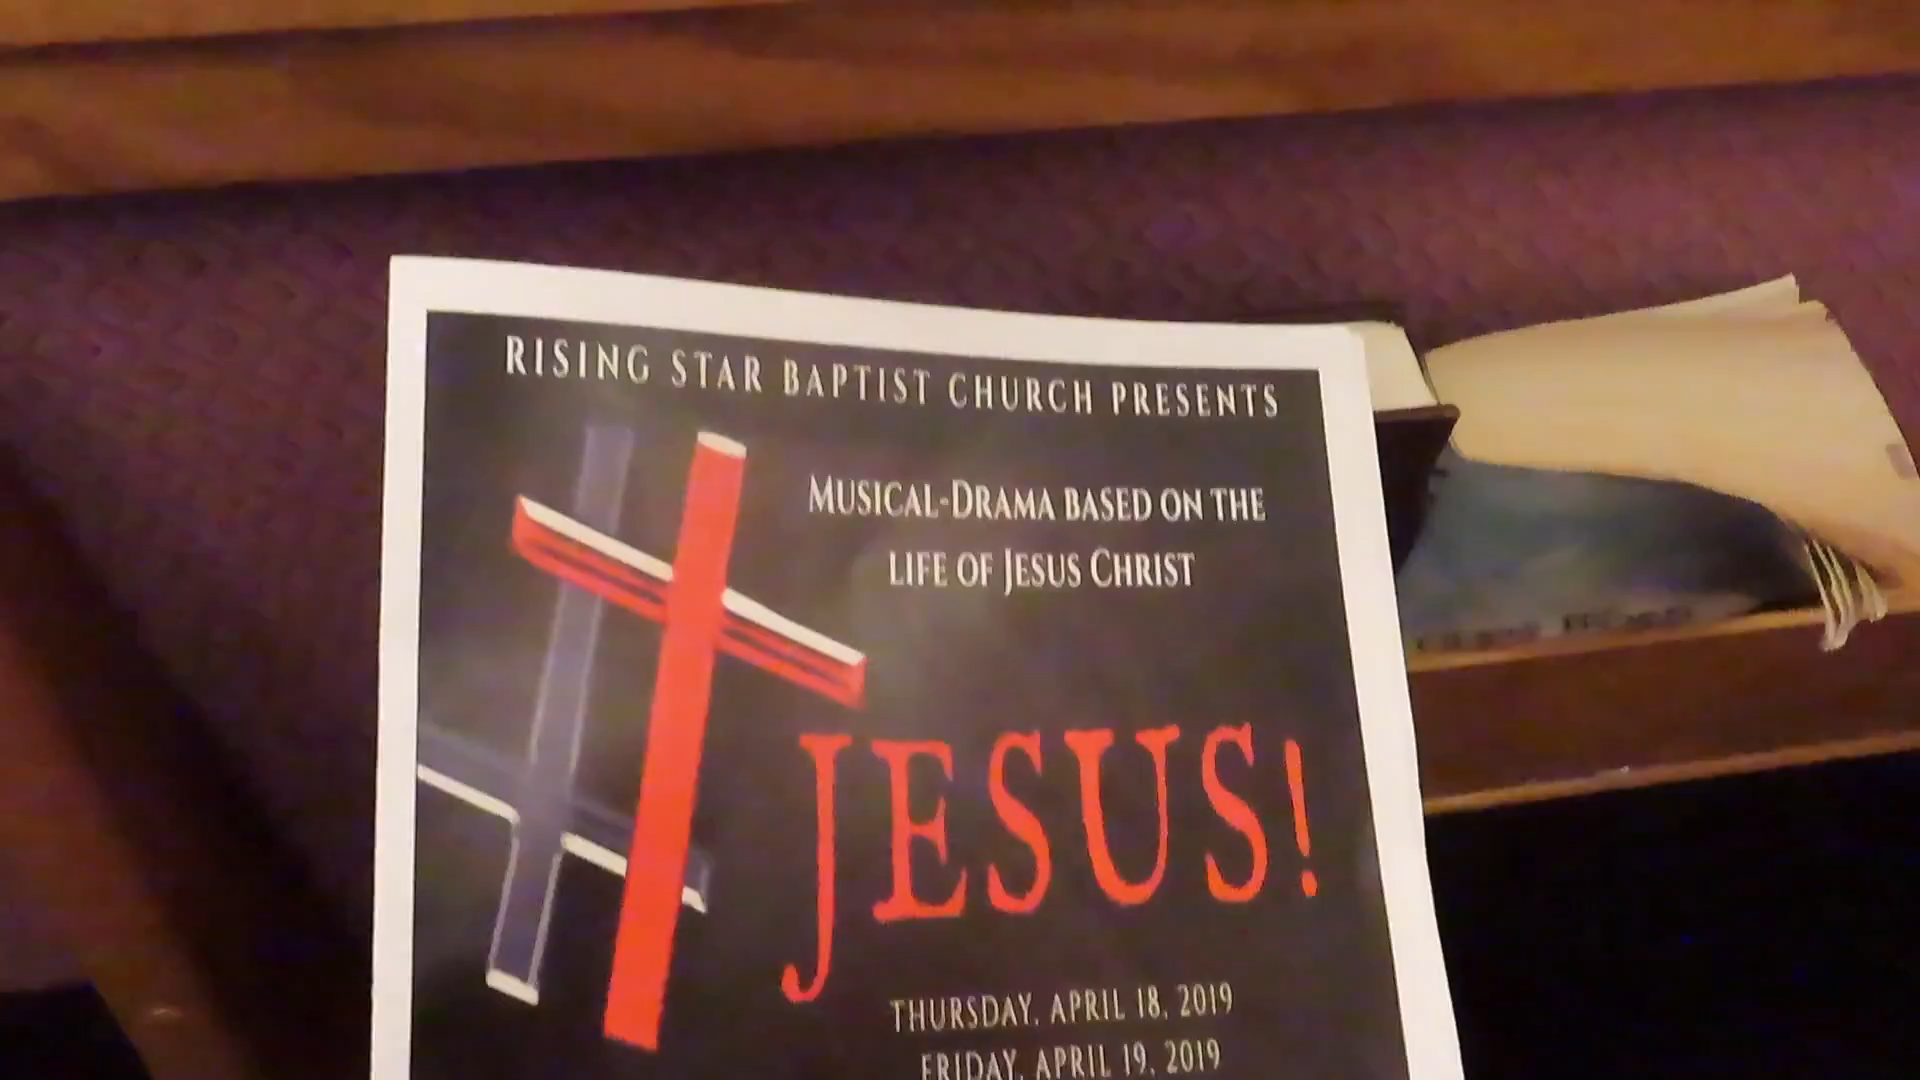 RISING STAR BAPTIST CHURCH PRESENTS
MUSICAL-DRAMA BASED ON THE
LIFE OF JESUS CHRIST
JESUS!
THURSDAY, APRIL 18, 2019
FRIDAY, APRIL 19, 2019